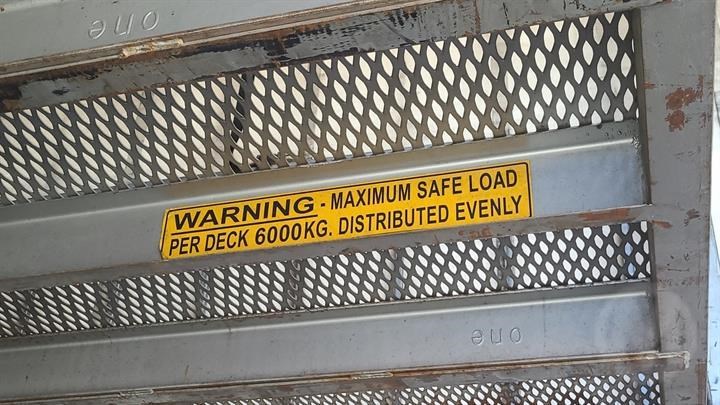 one
WARNING - MAXIMUM SAFE LOAD
PER DECK 6000KG. DISTRIBUTED EVENLY
one